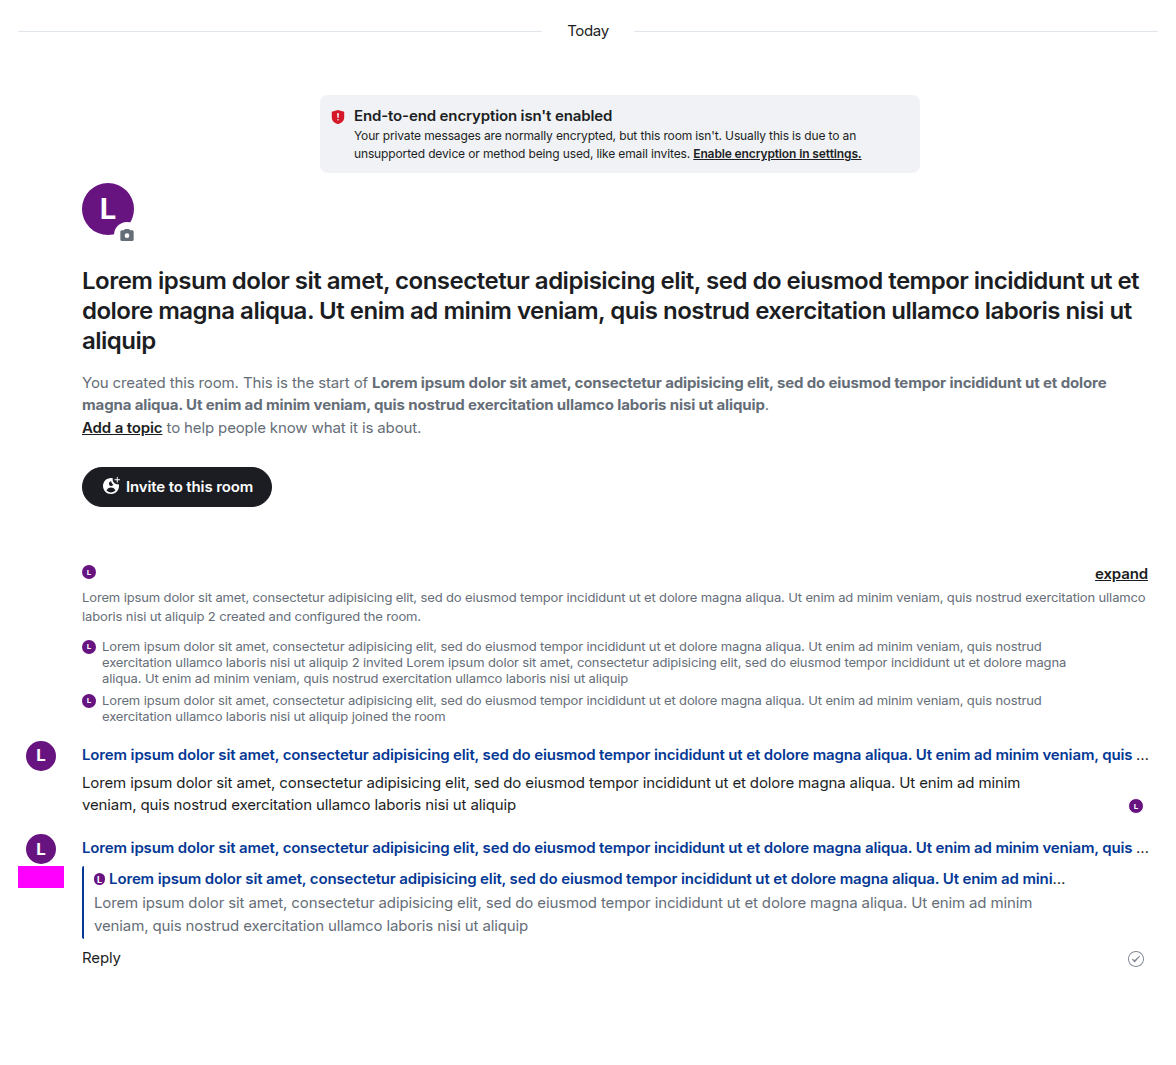 Today
End-to-end encryption isn't enabled
Your private messages are normally encrypted, but this room isn't. Usually this is due to an
unsupported device or method being used, like email invites. Enable encryption in settings.
L
Lorem ipsum dolor sit amet, consectetur adipisicing elit, sed do eiusmod tempor incididunt ut et
dolore magna aliqua. Ut enim ad minim veniam, quis nostrud exercitation ullamco laboris nisi ut
aliquip
You created this room. This is the start of Lorem ipsum dolor sit amet, consectetur adipisicing elit, sed do eiusmod tempor incididunt ut et dolore
magna aliqua. Ut enim ad minim veniam, quis nostrud exercitation ullamco laboris nisi ut aliquip.
Add a topic to help people know what it is about.
Invite to this room
L expand
Lorem ipsum dolor sit amet, consectetur adipisicing elit, sed do eiusmod tempor incididunt ut et dolore magna aliqua. Ut enim ad minim veniam, quis nostrud exercitation ullamco
laboris nisi ut aliquip 2 created and configured the room.
L Lorem ipsum dolor sit amet, consectetur adipisicing elit, sed do eiusmod tempor incididunt ut et dolore magna aliqua. Ut enim ad minim veniam, quis nostrud
exercitation ullamco laboris nisi ut aliquip 2 invited Lorem ipsum dolor sit amet, consectetur adipisicing elit, sed do eiusmod tempor incididunt ut et dolore magna
aliqua. Ut enim ad minim veniam, quis nostrud exercitation ullamco laboris nisi ut aliquip
L Lorem ipsum dolor sit amet, consectetur adipisicing elit, sed do eiusmod tempor incididunt ut et dolore magna aliqua. Ut enim ad minim veniam, quis nostrud
exercitation ullamco laboris nisi ut aliquip joined the room
L Lorem ipsum dolor sit amet, consectetur adipisicing elit, sed do eiusmod tempor incididunt ut et dolore magna aliqua. Ut enim ad minim veniam, quis ...
Lorem ipsum dolor sit amet, consectetur adipisicing elit, sed do eiusmod tempor incididunt ut et dolore magna aliqua. Ut enim ad minim
veniam, quis nostrud exercitation ullamco laboris nisi ut aliquip L
L Lorem ipsum dolor sit amet, consectetur adipisicing elit, sed do eiusmod tempor incididunt ut et dolore magna aliqua. Ut enim ad minim veniam, quis ...
L Lorem ipsum dolor sit amet, consectetur adipisicing elit, sed do eiusmod tempor incididunt ut et dolore magna aliqua. Ut enim ad mini...
Lorem ipsum dolor sit amet, consectetur adipisicing elit, sed do eiusmod tempor incididunt ut et dolore magna aliqua. Ut enim ad minim
veniam, quis nostrud exercitation ullamco laboris nisi ut aliquip
Reply